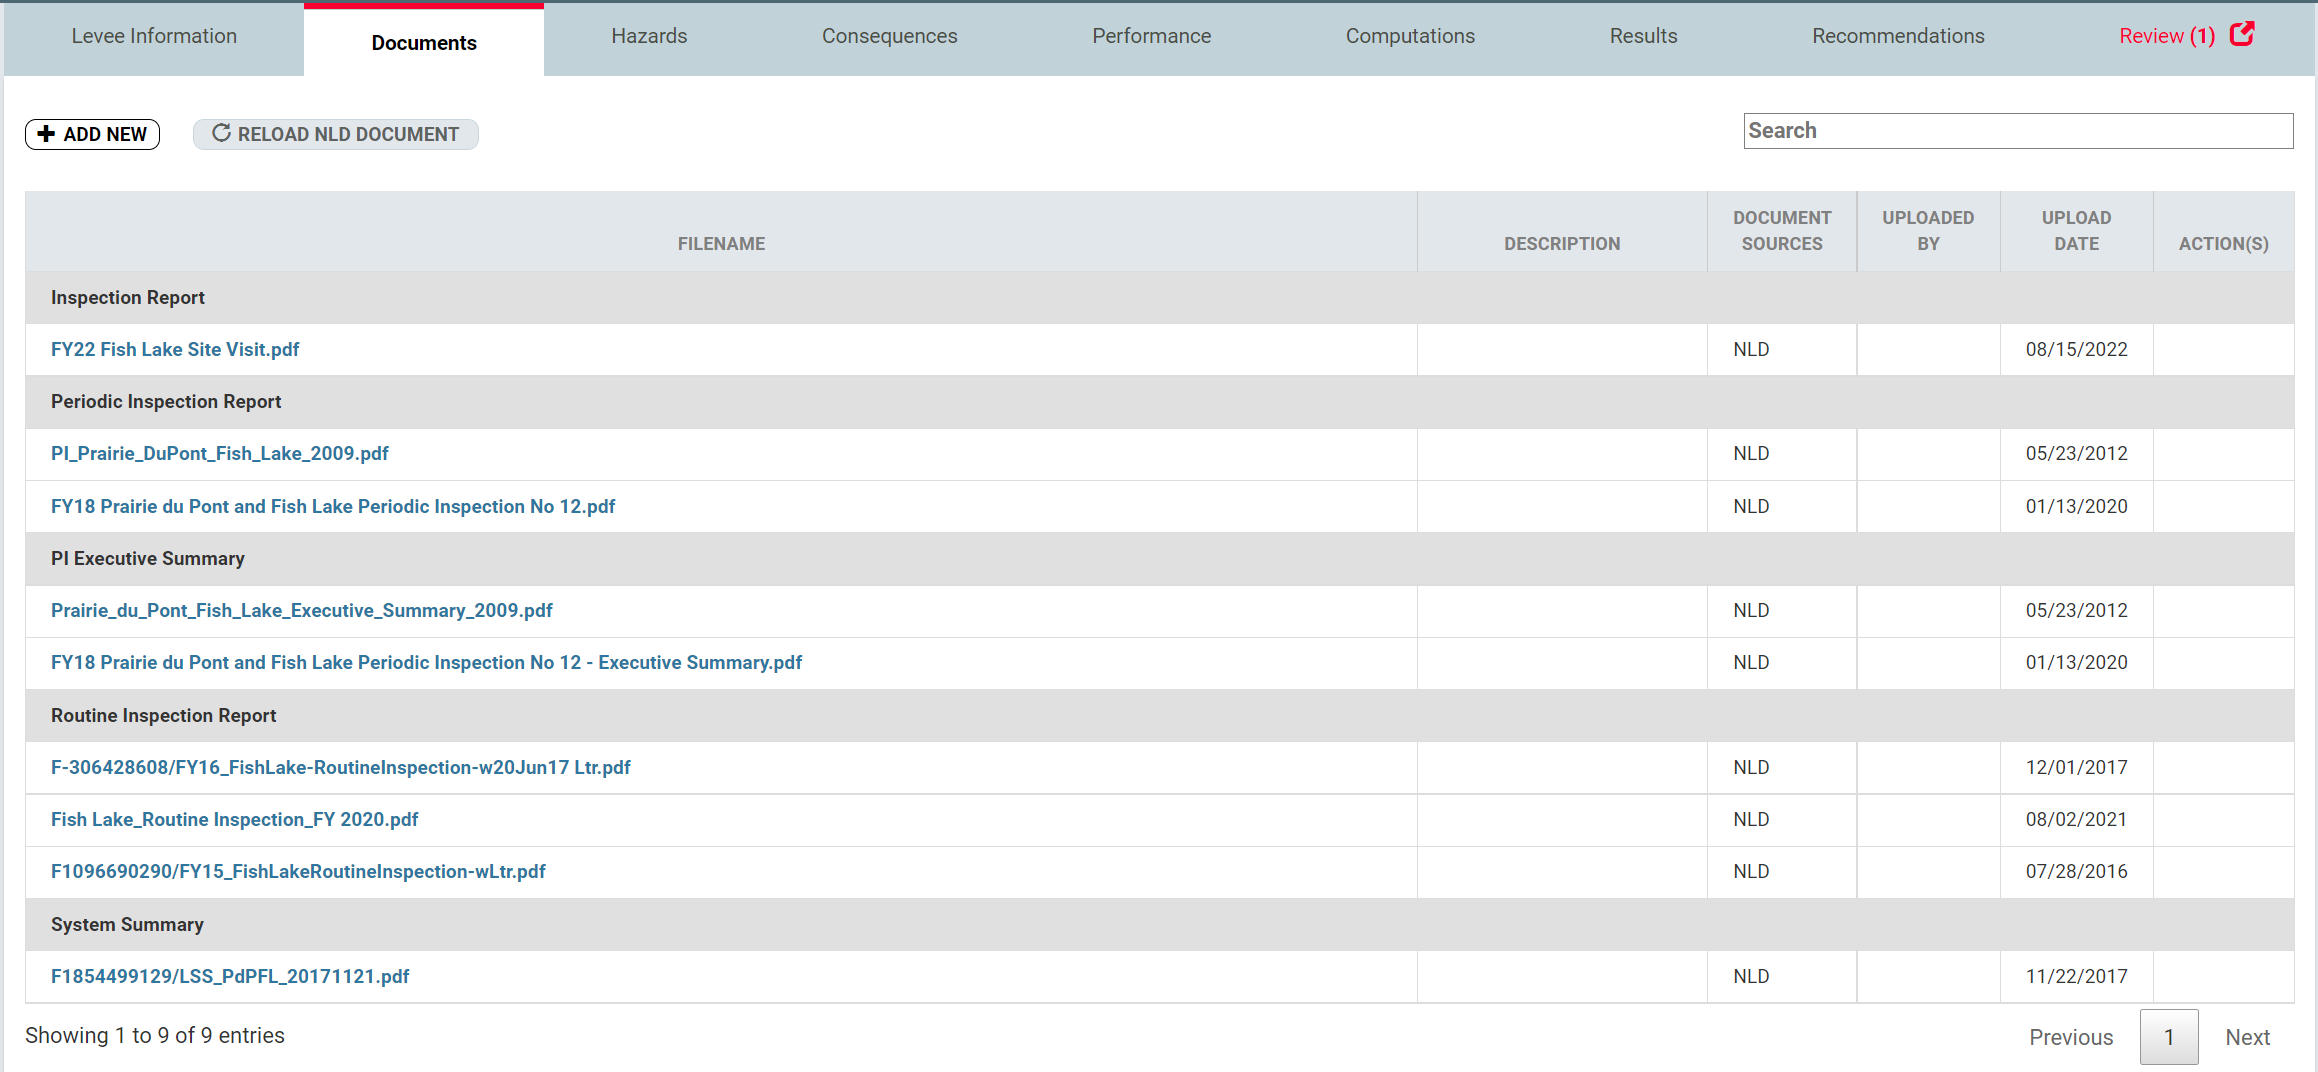 Levee Information Documents Hazards Consequences Performance Computations Results Recommendations Review (1)
ADD NEW RELOAD NLD DOCUMENT Search
FILENAME DESCRIPTION DOCUMENT SOURCES UPLOADED BY UPLOAD DATE ACTION(S)
Inspection Report
FY22 Fish Lake Site Visit.pdf NLD 08/15/2022
Periodic Inspection Report
PI_Prairie_DuPont_Fish_Lake_2009.pdf NLD 05/23/2012
FY18 Prairie du Pont and Fish Lake Periodic Inspection No 12.pdf NLD 01/13/2020
PI Executive Summary
Prairie_du_Pont_Fish_Lake_Executive_Summary_2009.pdf NLD 05/23/2012
FY18 Prairie du Pont and Fish Lake Periodic Inspection No 12 - Executive Summary.pdf NLD 01/13/2020
Routine Inspection Report
F-306428608/FY16_FishLake-RoutineInspection-w20Jun17 Ltr.pdf NLD 12/01/2017
Fish Lake_Routine Inspection_FY 2020.pdf NLD 08/02/2021
F1096690290/FY15_FishLakeRoutineInspection-wLtr.pdf NLD 07/28/2016
System Summary
F1854499129/LSS_PdPFL_20171121.pdf NLD 11/22/2017
Showing 1 to 9 of 9 entries Previous 1 Next